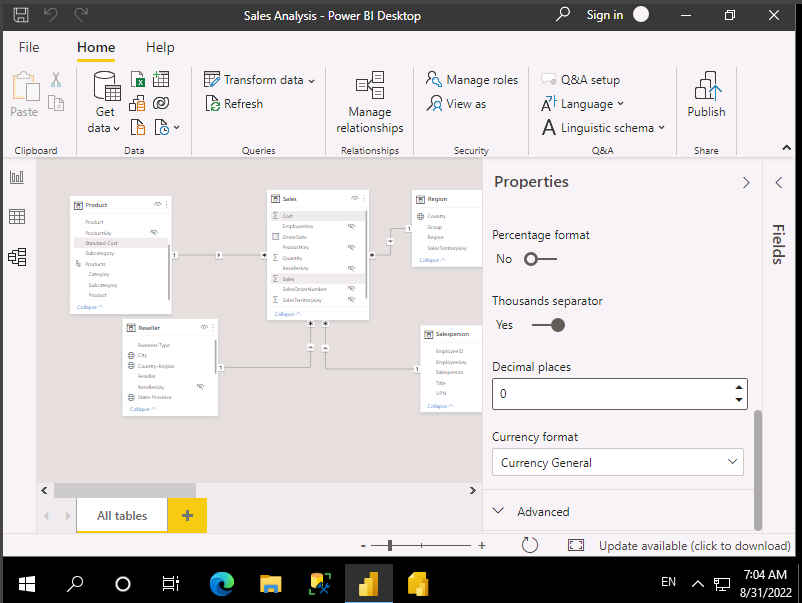 Sales Analysis - Power BI Desktop
Sign in
File
Home
Help
Paste
Get
data
Transform data
Refresh
Manage
relationships
Manage roles
View as
Q&A setup
Language
Linguistic schema
Publish
Clipboard
Data
Queries
Relationships
Security
Q&A
Share
Product
Product
ProductKey
Standard Cost
Subcategory
Products
Category
Subcategory
Product
Collapse
Sales
Cost
EmployeeKey
OrderDate
ProductKey
Quantity
ResellerKey
Sales
SalesOrderNumber
SalesTerritoryKey
Collapse
Region
Country
Group
Region
SalesTerritoryKey
Collapse
Reseller
Business Type
City
Country-Region
Reseller
ResellerKey
State-Province
Collapse
Salesperson
EmployeeID
EmployeeKey
Salesperson
Title
UPN
Collapse
1
*
*
1
1
*
*
1
Properties
Percentage format
No
Thousands separator
Yes
Decimal places
0
Currency format
Currency General
Advanced
Fields
All tables
+
- +
Update available (click to download)
EN
7:04 AM
8/31/2022